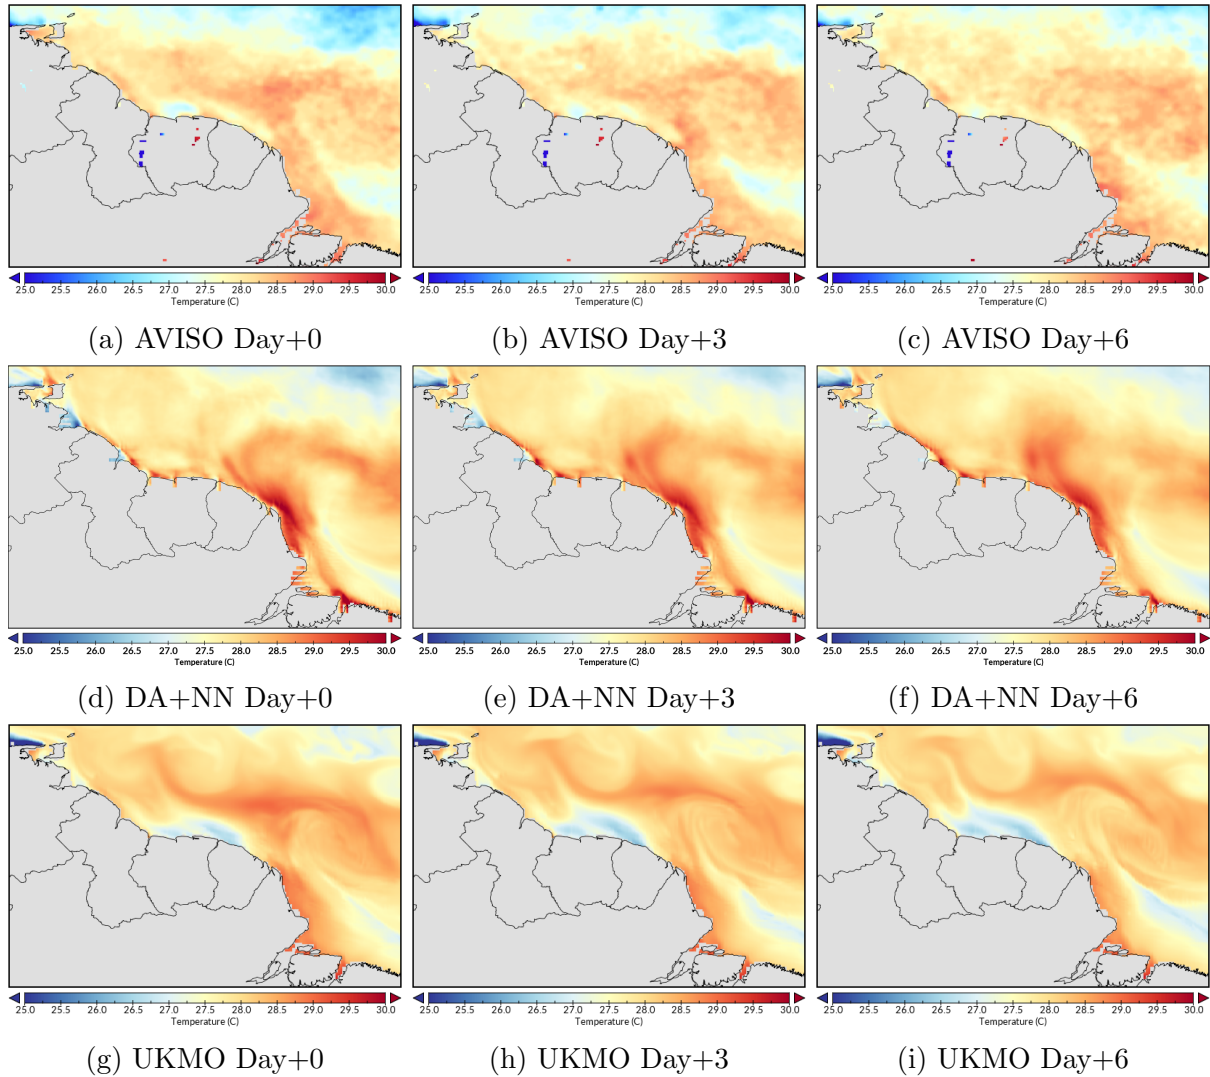 25.0 25.5 26.0 26.5 27.0 27.5 28.0 28.5 29.0 29.5 30.0
Temperature (C)
(a) AVISO Day+0
25.0 25.5 26.0 26.5 27.0 27.5 28.0 28.5 29.0 29.5 30.0
Temperature (C)
(b) AVISO Day+3
25.0 25.5 26.0 26.5 27.0 27.5 28.0 28.5 29.0 29.5 30.0
Temperature (C)
(c) AVISO Day+6
25.0 25.5 26.0 26.5 27.0 27.5 28.0 28.5 29.0 29.5 30.0
Temperature (C)
(d) DA+NN Day+0
25.0 25.5 26.0 26.5 27.0 27.5 28.0 28.5 29.0 29.5 30.0
Temperature (C)
(e) DA+NN Day+3
25.0 25.5 26.0 26.5 27.0 27.5 28.0 28.5 29.0 29.5 30.0
Temperature (C)
(f) DA+NN Day+6
25.0 25.5 26.0 26.5 27.0 27.5 28.0 28.5 29.0 29.5 30.0
Temperature (C)
(g) UKMO Day+0
25.0 25.5 26.0 26.5 27.0 27.5 28.0 28.5 29.0 29.5 30.0
Temperature (C)
(h) UKMO Day+3
25.0 25.5 26.0 26.5 27.0 27.5 28.0 28.5 29.0 29.5 30.0
Temperature (C)
(i) UKMO Day+6